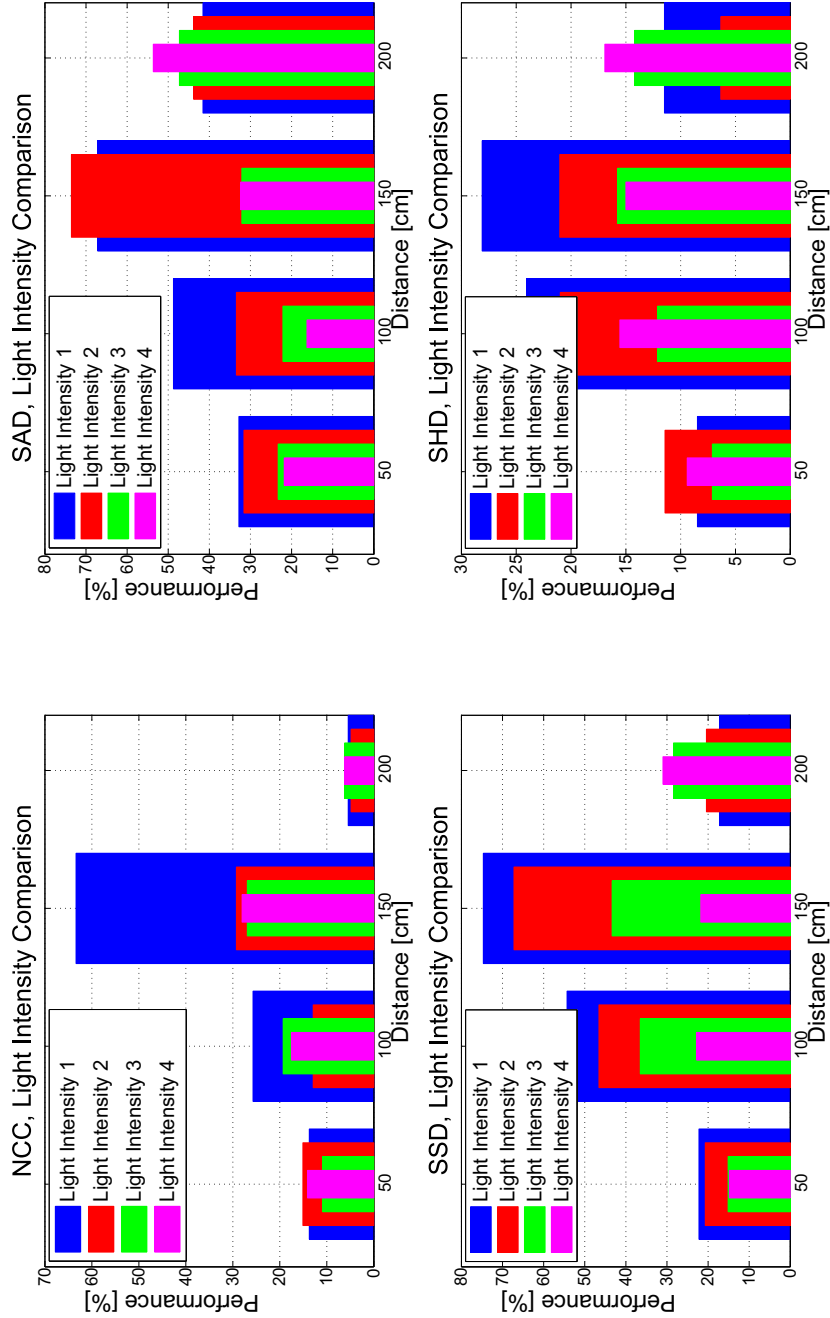 NCC, Light Intensity Comparison
70
60
50
40
30
20
10
0
Performance [%]
50
100
150
200
Distance [cm]
Light Intensity 1
Light Intensity 2
Light Intensity 3
Light Intensity 4
SAD, Light Intensity Comparison
80
70
60
50
40
30
20
10
0
Performance [%]
50
100
150
200
Distance [cm]
Light Intensity 1
Light Intensity 2
Light Intensity 3
Light Intensity 4
SSD, Light Intensity Comparison
80
70
60
50
40
30
20
10
0
Performance [%]
50
100
150
200
Distance [cm]
Light Intensity 1
Light Intensity 2
Light Intensity 3
Light Intensity 4
SHD, Light Intensity Comparison
30
25
20
15
10
5
0
Performance [%]
50
100
150
200
Distance [cm]
Light Intensity 1
Light Intensity 2
Light Intensity 3
Light Intensity 4